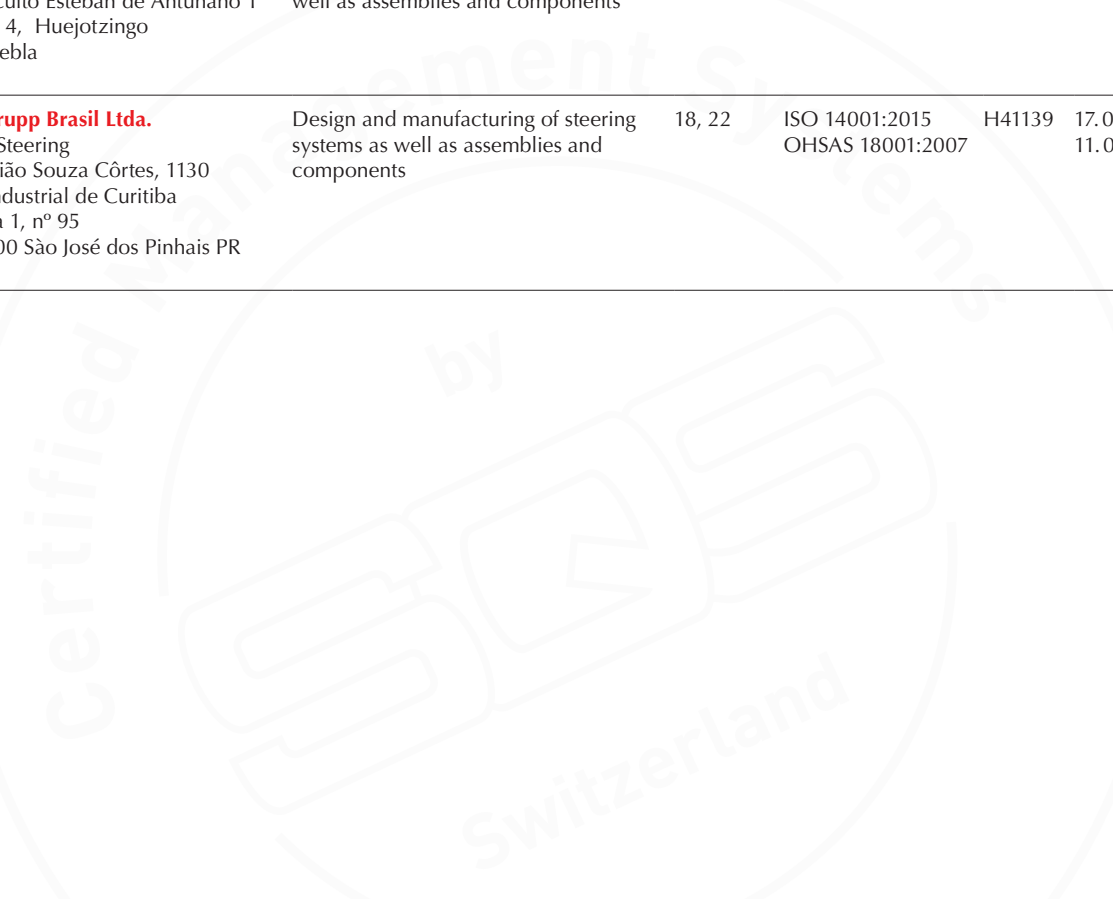 culto Esteban de Antuñano 1 well as assemblies and components
4, Huejotzingo
ebla
rupp Brasil Ltda. Design and manufacturing of steering 18, 22 ISO 14001:2015 H41139 17. 0
Steering systems as well as assemblies and OHSAS 18001:2007 11. 0
ião Souza Côrtes, 1130 components
ndustrial de Curitiba
a 1, nº 95
00 Sào José dos Pinhais PR
Certified Management Systems
by
SQS
Switzerland